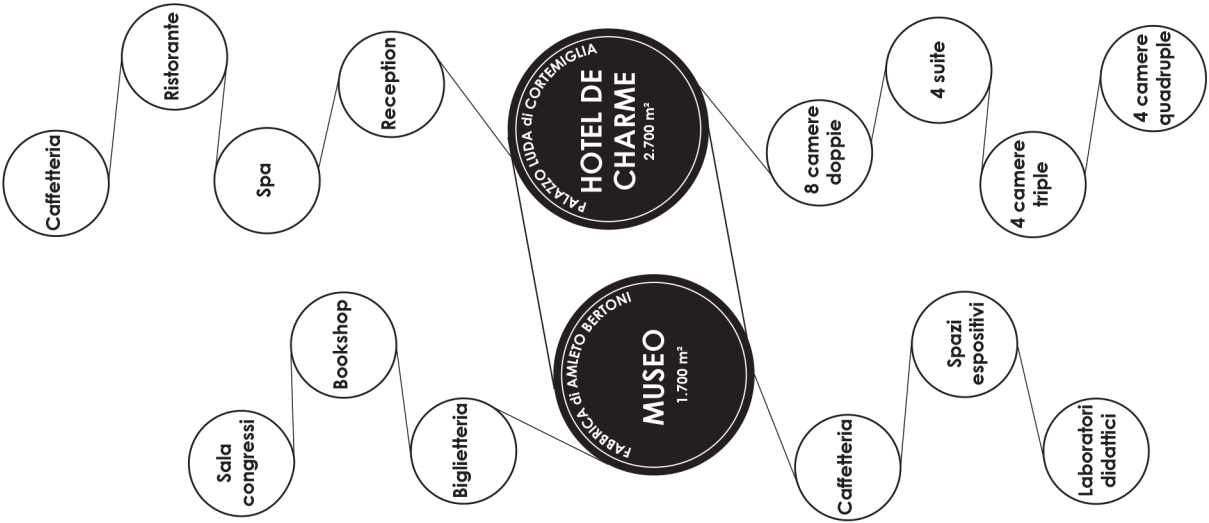 Caffetteria
Ristorante
Spa
Reception
PALAZZO LUDA di CORTEMIGLIA
HOTEL DE
CHARME
2.700 m²
8 camere
doppie
4 suite
4 camere
triple
4 camere
quadruple
Sala
congressi
Bookshop
Biglietteria
FABBRICA di AMLETO BERTONI
MUSEO
1.700 m²
Caffetteria
Spazi
espositivi
Laboratori
didattici